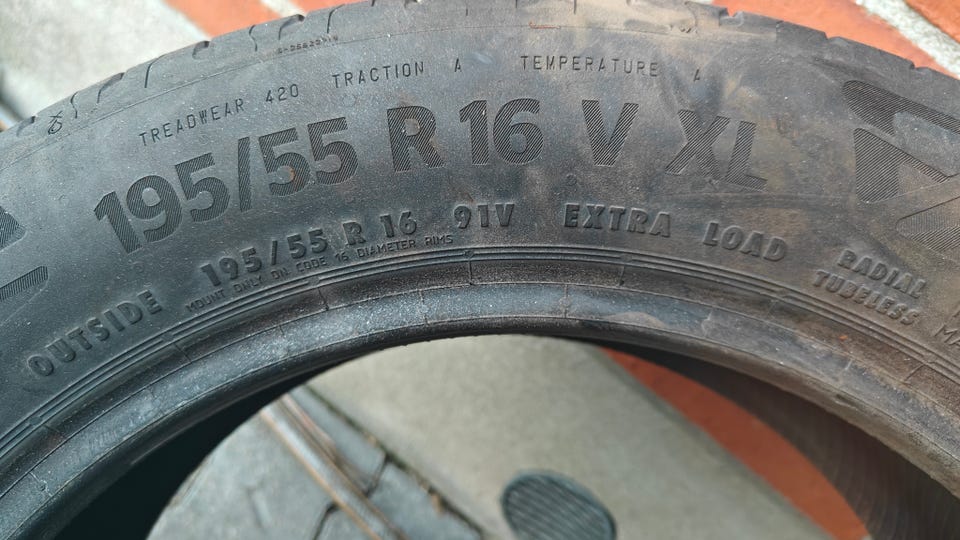 TREADWEAR 420 TRACTION A TEMPERATURE A
195/55 R 16 V XL
OUTSIDE 195/55 R 16 91V EXTRA LOAD RADIAL
MOUNT ONLY ON CODE 16 DIAMETER RIMS
TUBELESS